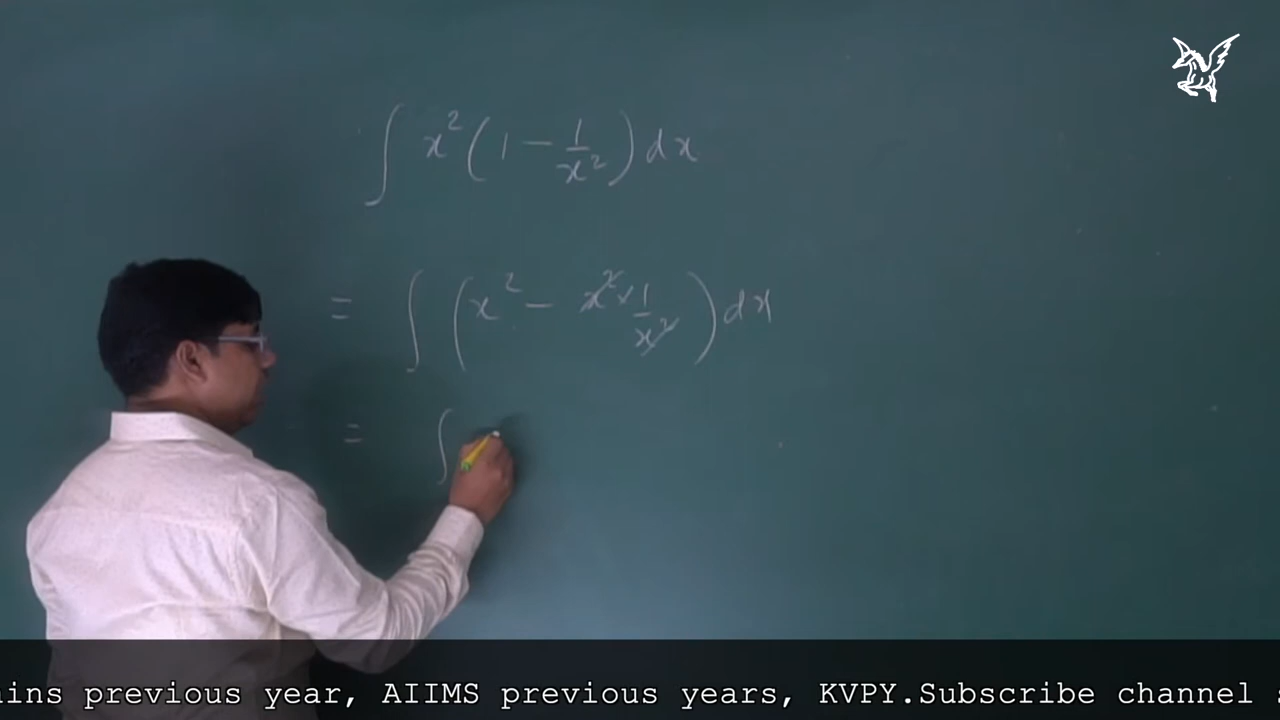 ∫ x² (1 - 1/x²) dx
= ∫ (x² - x² × 1/x²) dx
= ∫
ins previous year, AIIMS previous years, KVPY.Subscribe channel